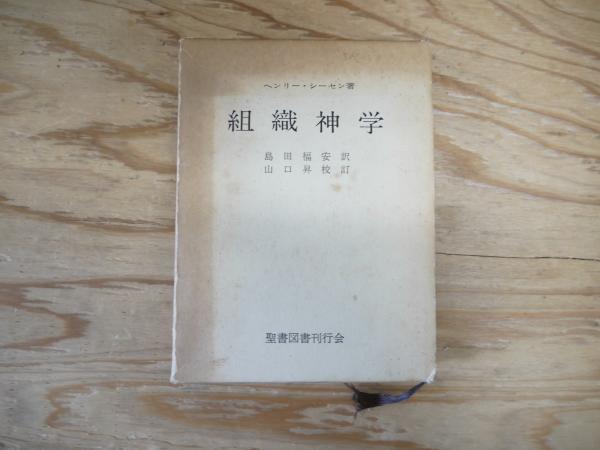 ヘンリー・シーセン著
組織神学
島田福安訳
山口昇校訂
聖書図書刊行会